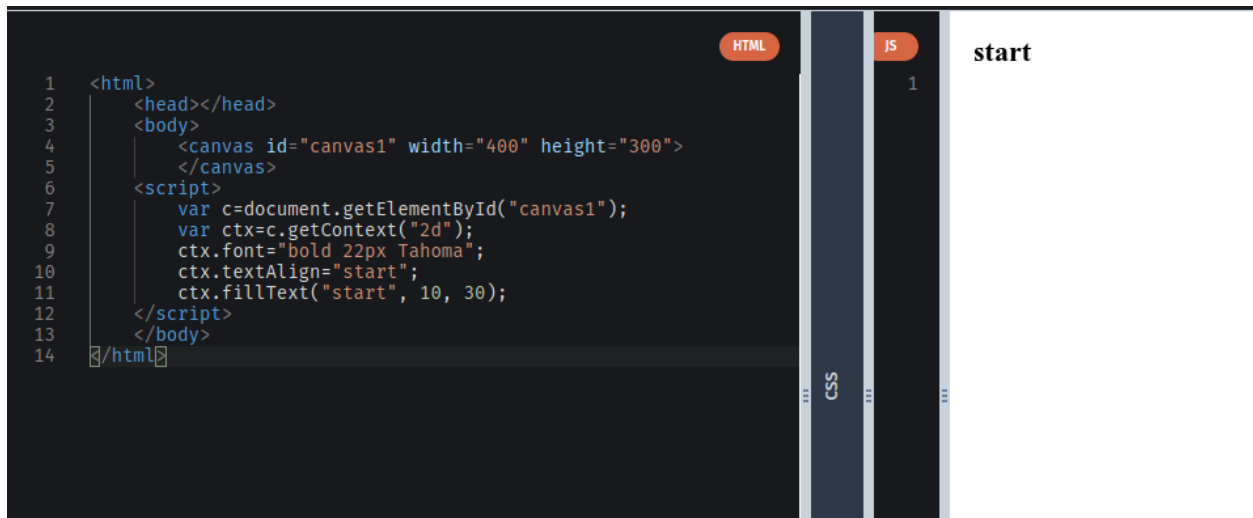 HTML
1 <html>
2 <head></head>
3 <body>
4 <canvas id="canvas1" width="400" height="300">
5 </canvas>
6 <script>
7 var c=document.getElementById("canvas1");
8 var ctx=c.getContext("2d");
9 ctx.font="bold 22px Tahoma";
10 ctx.textAlign="start";
11 ctx.fillText("start", 10, 30);
12 </script>
13 </body>
14 </html>
CSS
JS
1
start